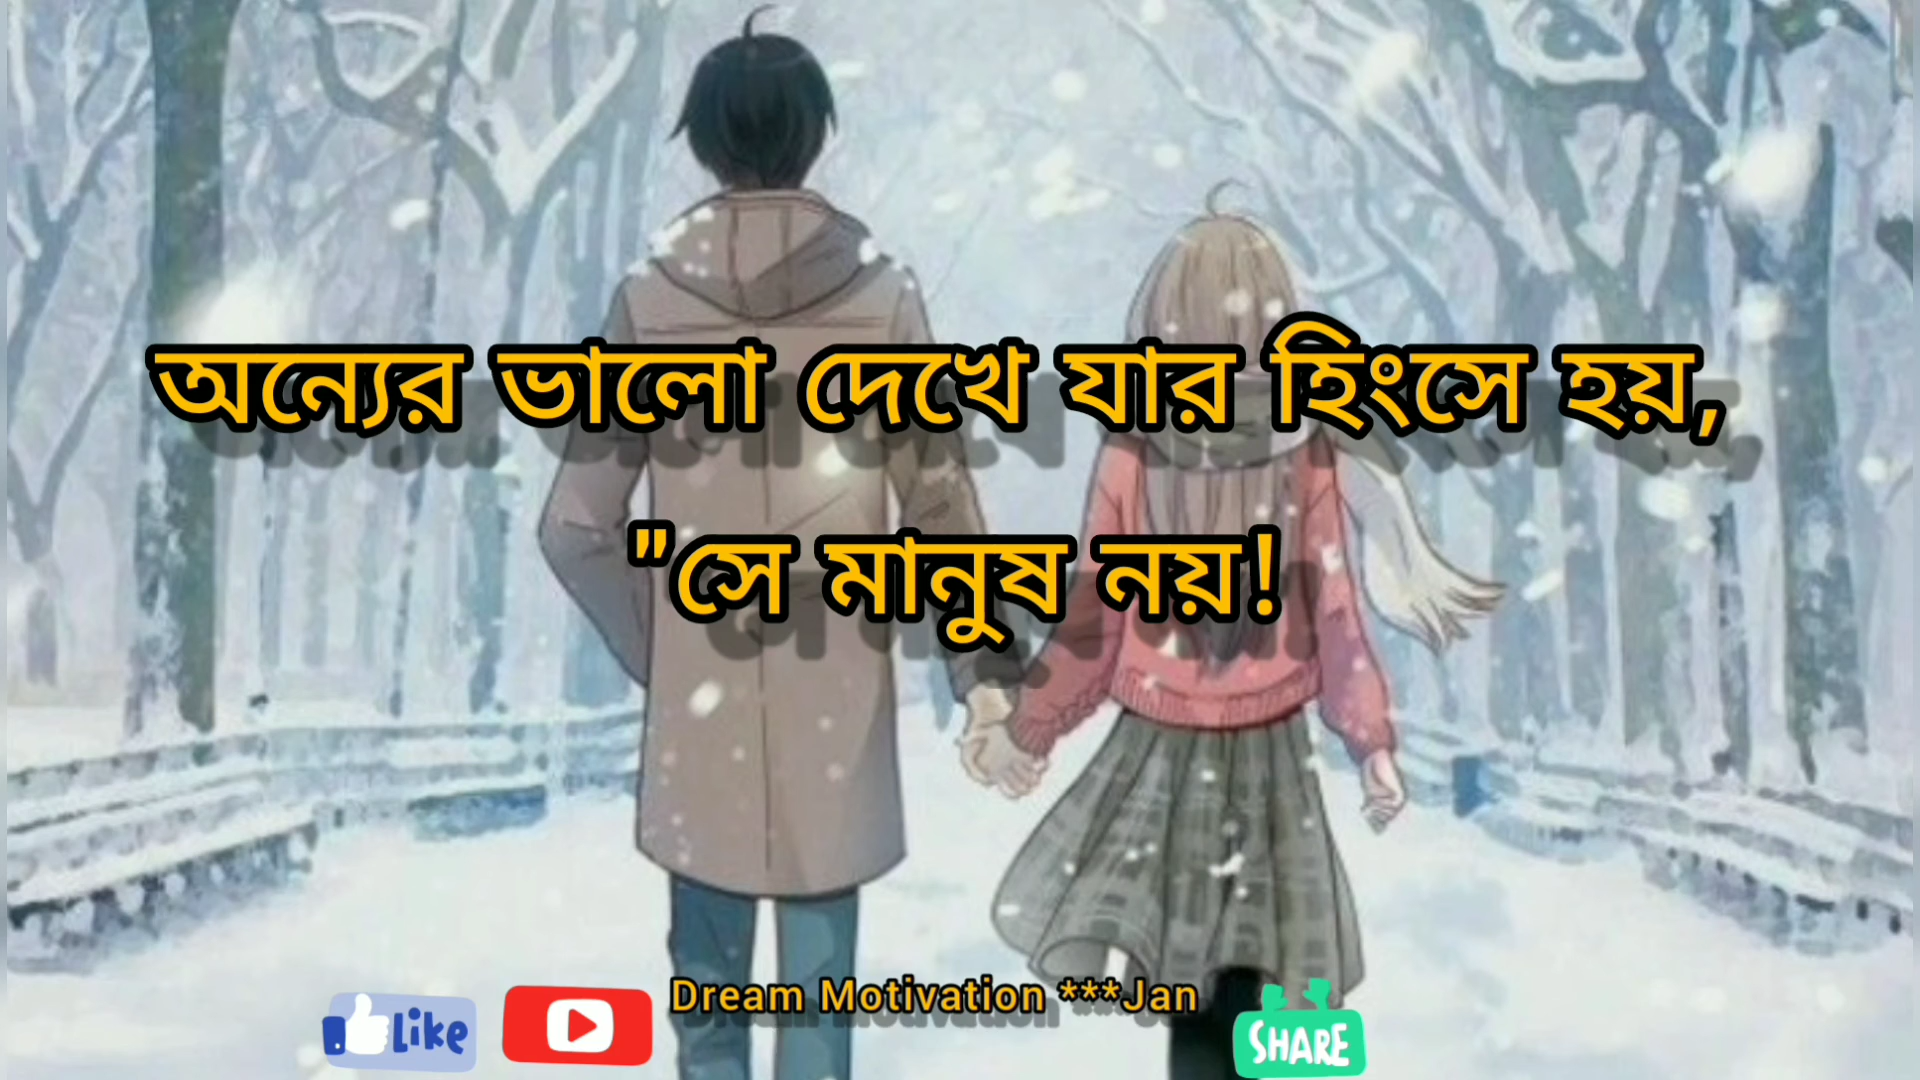 অন্যের ভালো দেখে যার হিংসে হয়,
"সে মানুষ নয়!
Dream Motivation ***Jan
Like
SHARE